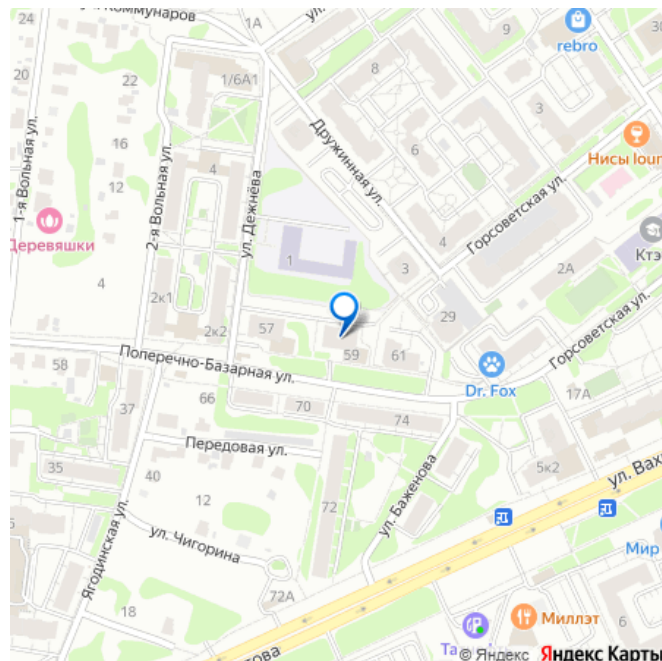 ул. Коммунаров
1А
ул.
9
rebro
20
24
22
1/6А1
8
3
Дружинная ул.
Нисы loun
16
6
1-я Вольная ул.
2-я Вольная ул.
4
12
ул. Дежнёва
Горсоветская ул.
Деревяшки
4
КТэ
1
3
2А
4
2к1
29
2к2
57
59
61
Горсоветская ул.
Поперечно-Базарная ул.
58
Dr. Fox
17А
37
66
70
74
35
Передовая ул.
5к2
ул. Вах
40
12
72
ул. Баженова
Ягодинская ул.
ул. Чигорина
Мир
18
72А
Миллэт
6
това
Та
© Яндекс Яндекс Карты